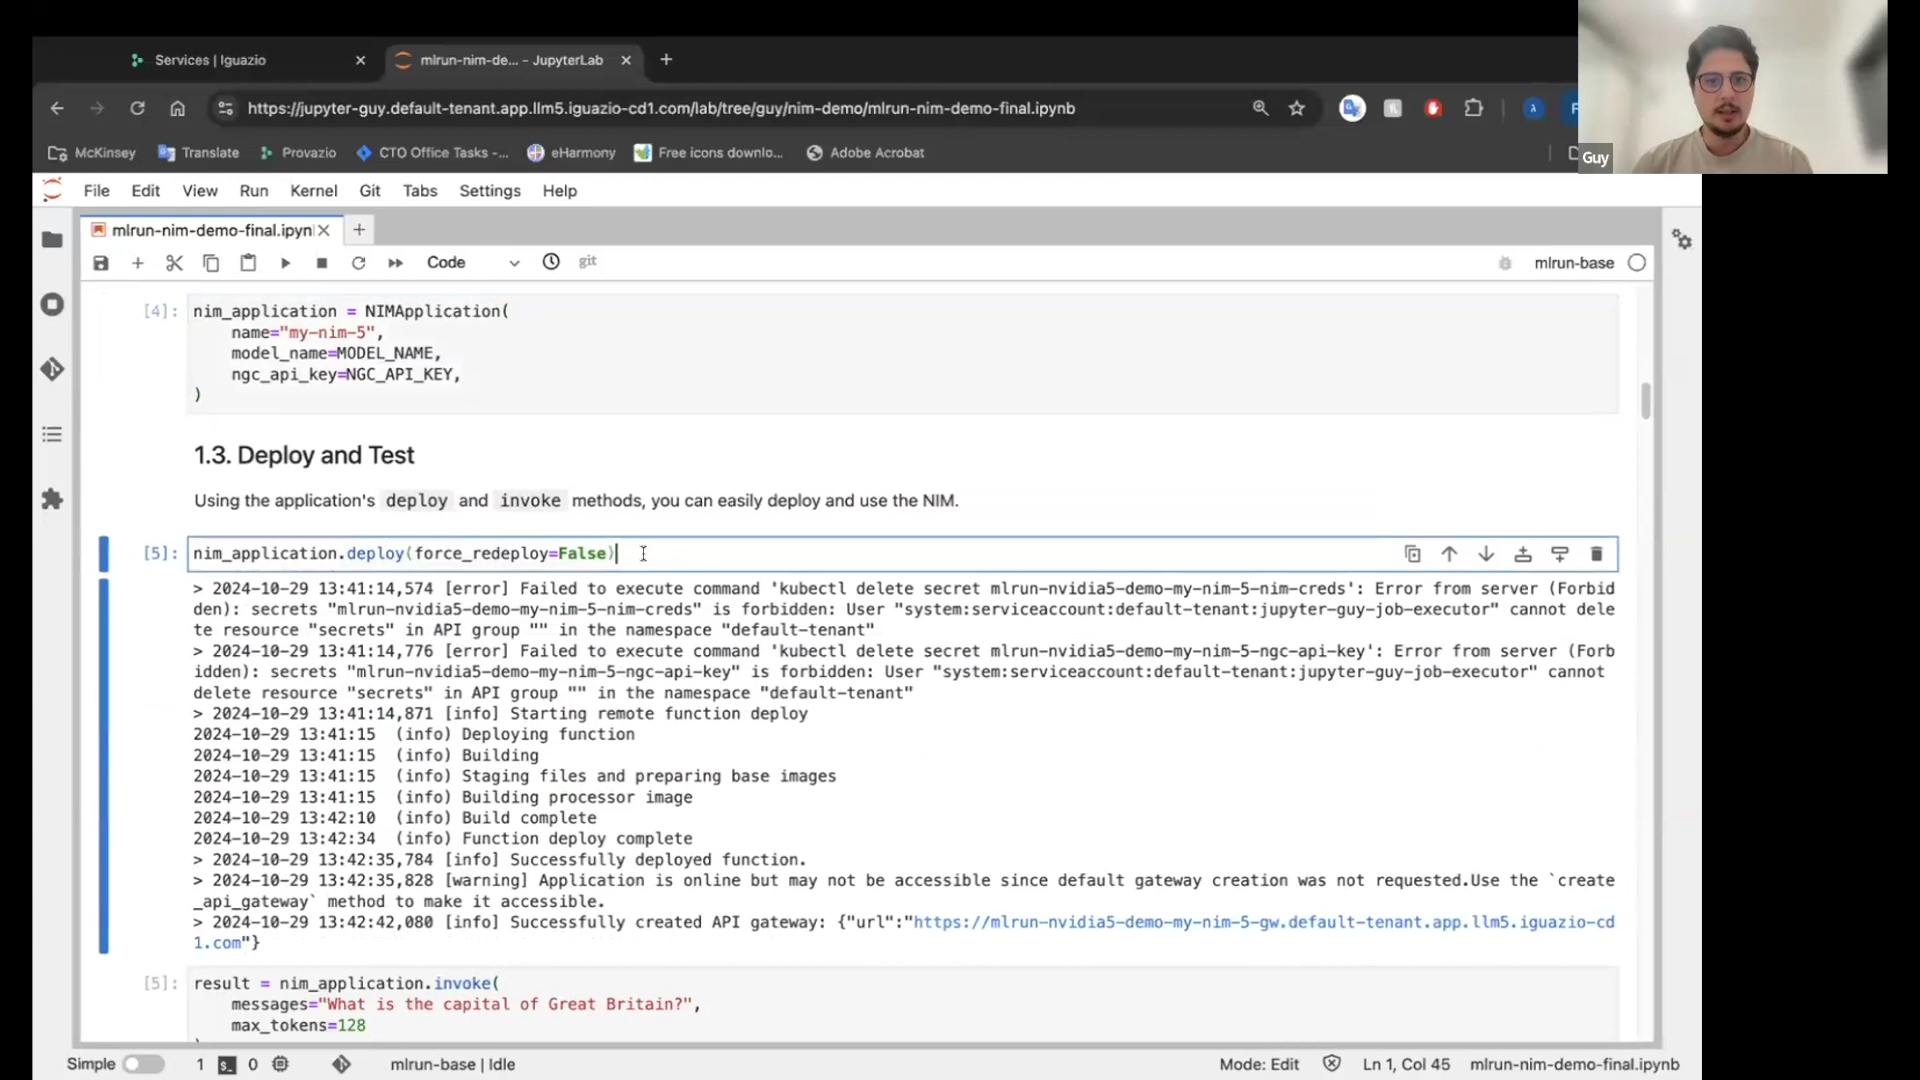 Services | Iguazio
mlrun-nim-de... - JupyterLab
https://jupyter-guy.default-tenant.app.llm5.iguazio-cd1.com/lab/tree/guy/nim-demo/mlrun-nim-demo-final.ipynb
McKinsey
Translate
Provazio
CTO Office Tasks -...
eHarmony
Free icons downlo...
Adobe Acrobat
Guy
File Edit View Run Kernel Git Tabs Settings Help
mlrun-nim-demo-final.ipyn
Code
git
mlrun-base
[4]: nim_application = NIMApplication(
name="my-nim-5",
model_name=MODEL_NAME,
ngc_api_key=NGC_API_KEY,
)
1.3. Deploy and Test
Using the application's deploy and invoke methods, you can easily deploy and use the NIM.
[5]: nim_application.deploy(force_redeploy=False)
> 2024-10-29 13:41:14,574 [error] Failed to execute command 'kubectl delete secret mlrun-nvidia5-demo-my-nim-5-nim-creds': Error from server (Forbid
den): secrets "mlrun-nvidia5-demo-my-nim-5-nim-creds" is forbidden: User "system:serviceaccount:default-tenant:jupyter-guy-job-executor" cannot dele
te resource "secrets" in API group "" in the namespace "default-tenant"
> 2024-10-29 13:41:14,776 [error] Failed to execute command 'kubectl delete secret mlrun-nvidia5-demo-my-nim-5-ngc-api-key': Error from server (Forb
idden): secrets "mlrun-nvidia5-demo-my-nim-5-ngc-api-key" is forbidden: User "system:serviceaccount:default-tenant:jupyter-guy-job-executor" cannot
delete resource "secrets" in API group "" in the namespace "default-tenant"
> 2024-10-29 13:41:14,871 [info] Starting remote function deploy
2024-10-29 13:41:15 (info) Deploying function
2024-10-29 13:41:15 (info) Building
2024-10-29 13:41:15 (info) Staging files and preparing base images
2024-10-29 13:41:15 (info) Building processor image
2024-10-29 13:42:10 (info) Build complete
2024-10-29 13:42:34 (info) Function deploy complete
> 2024-10-29 13:42:35,784 [info] Successfully deployed function.
> 2024-10-29 13:42:35,828 [warning] Application is online but may not be accessible since default gateway creation was not requested.Use the `create
_api_gateway` method to make it accessible.
> 2024-10-29 13:42:42,080 [info] Successfully created API gateway: {"url":"https://mlrun-nvidia5-demo-my-nim-5-gw.default-tenant.app.llm5.iguazio-cd
1.com"}
[5]: result = nim_application.invoke(
messages="What is the capital of Great Britain?",
max_tokens=128
Simple 1 0 mlrun-base | Idle Mode: Edit Ln 1, Col 45 mlrun-nim-demo-final.ipynb